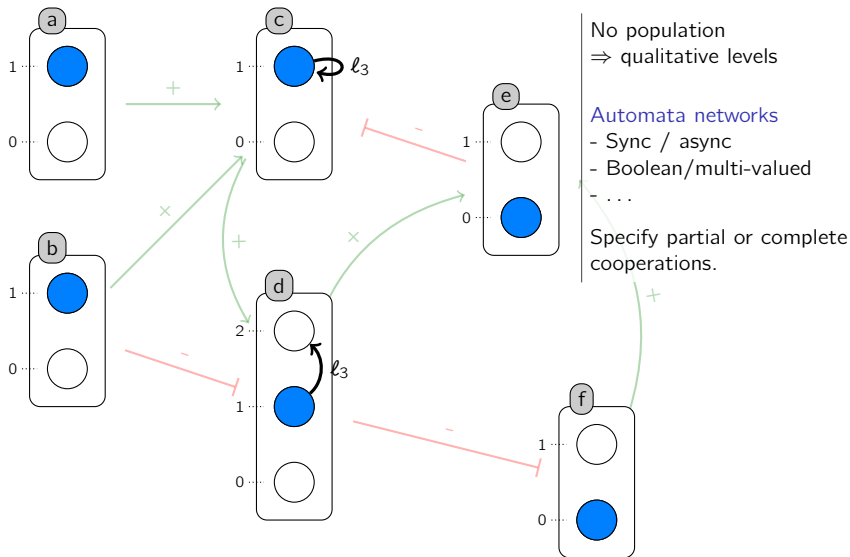 a
1
0
+
c
1
ℓ3
0
-
e
1
0
No population
⇒ qualitative levels
Automata networks
- Sync / async
- Boolean/multi-valued
- ...
Specify partial or complete
cooperations.
b
1
0
×
-
+
×
d
2
1
0
ℓ3
-
+
f
1
0